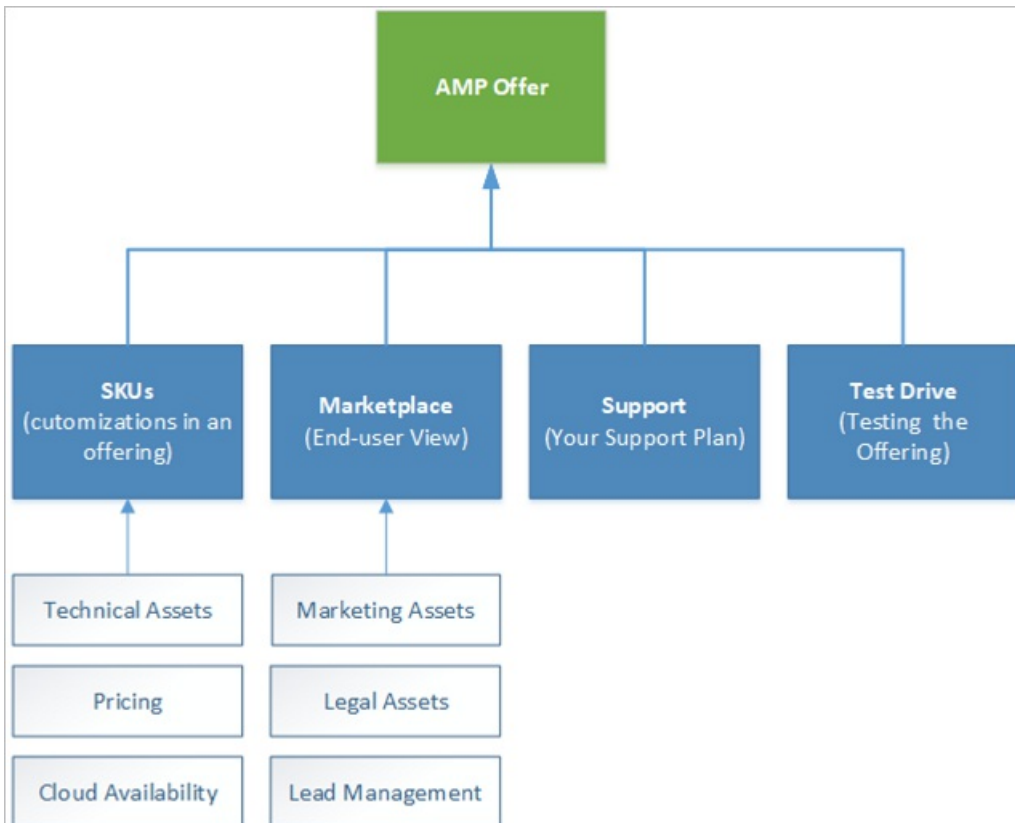 AMP Offer
SKUs
(cutomizations in an
offering)
Marketplace
(End-user View)
Support
(Your Support Plan)
Test Drive
(Testing the
Offering)
Technical Assets
Marketing Assets
Pricing
Legal Assets
Cloud Availability
Lead Management